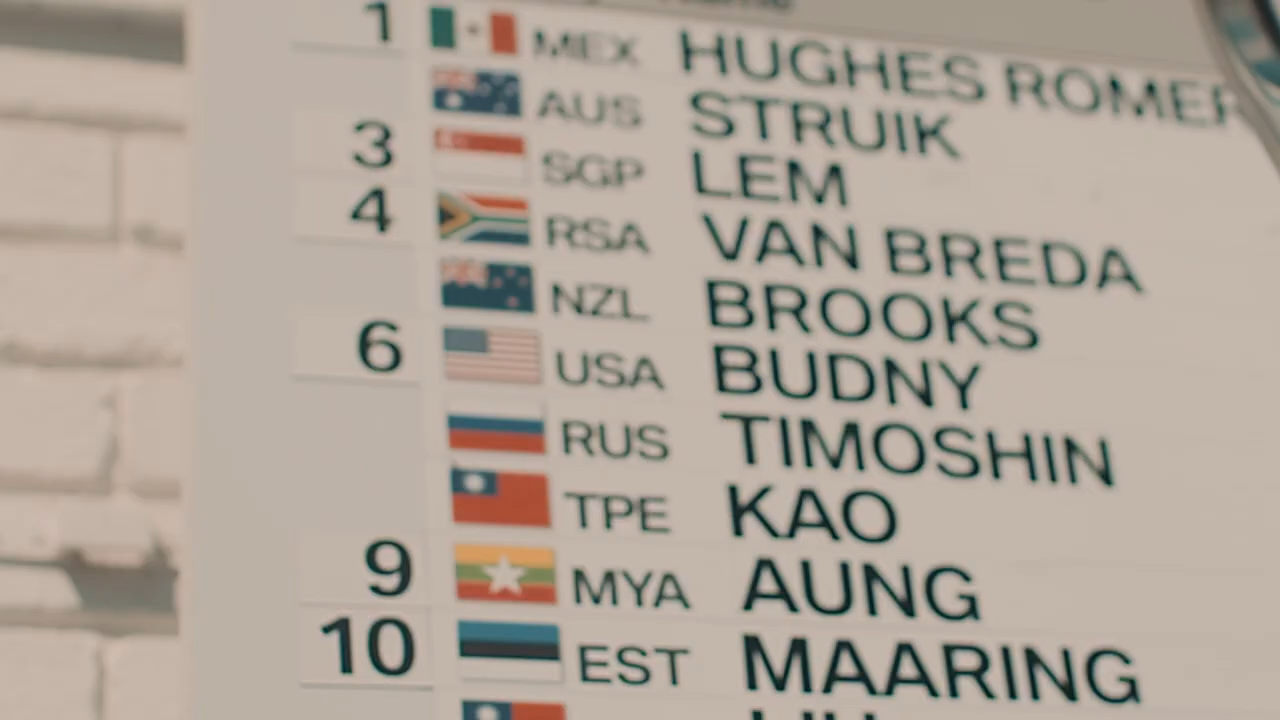 Name
1 MEX HUGHES ROMER
AUS STRUIK
3 SGP LEM
4 RSA VAN BREDA
NZL BROOKS
6 USA BUDNY
RUS TIMOSHIN
TPE KAO
9 MYA AUNG
10 EST MAARING